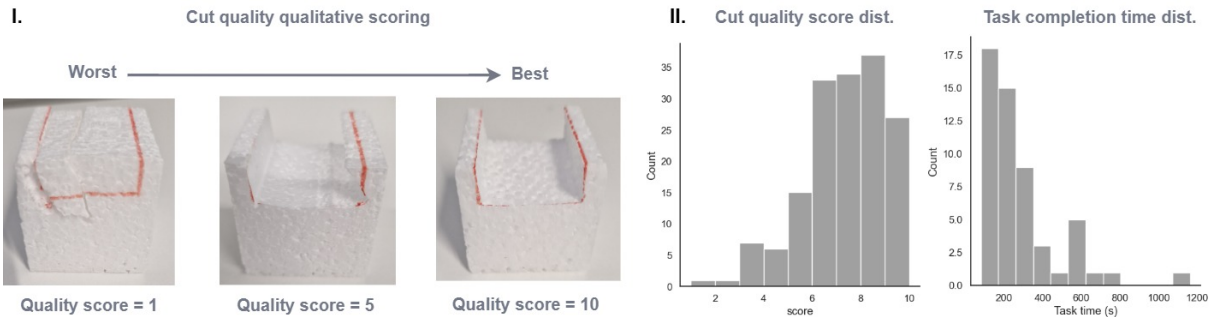 I.
Cut quality qualitative scoring
Worst
Best
Quality score = 1
Quality score = 5
Quality score = 10
II.
Cut quality score dist.
Count
35
30
25
20
15
10
5
0
2
4
6
8
10
score
Task completion time dist.
Count
17.5
15.0
12.5
10.0
7.5
5.0
2.5
0.0
200
400
600
800
1000
1200
Task time (s)